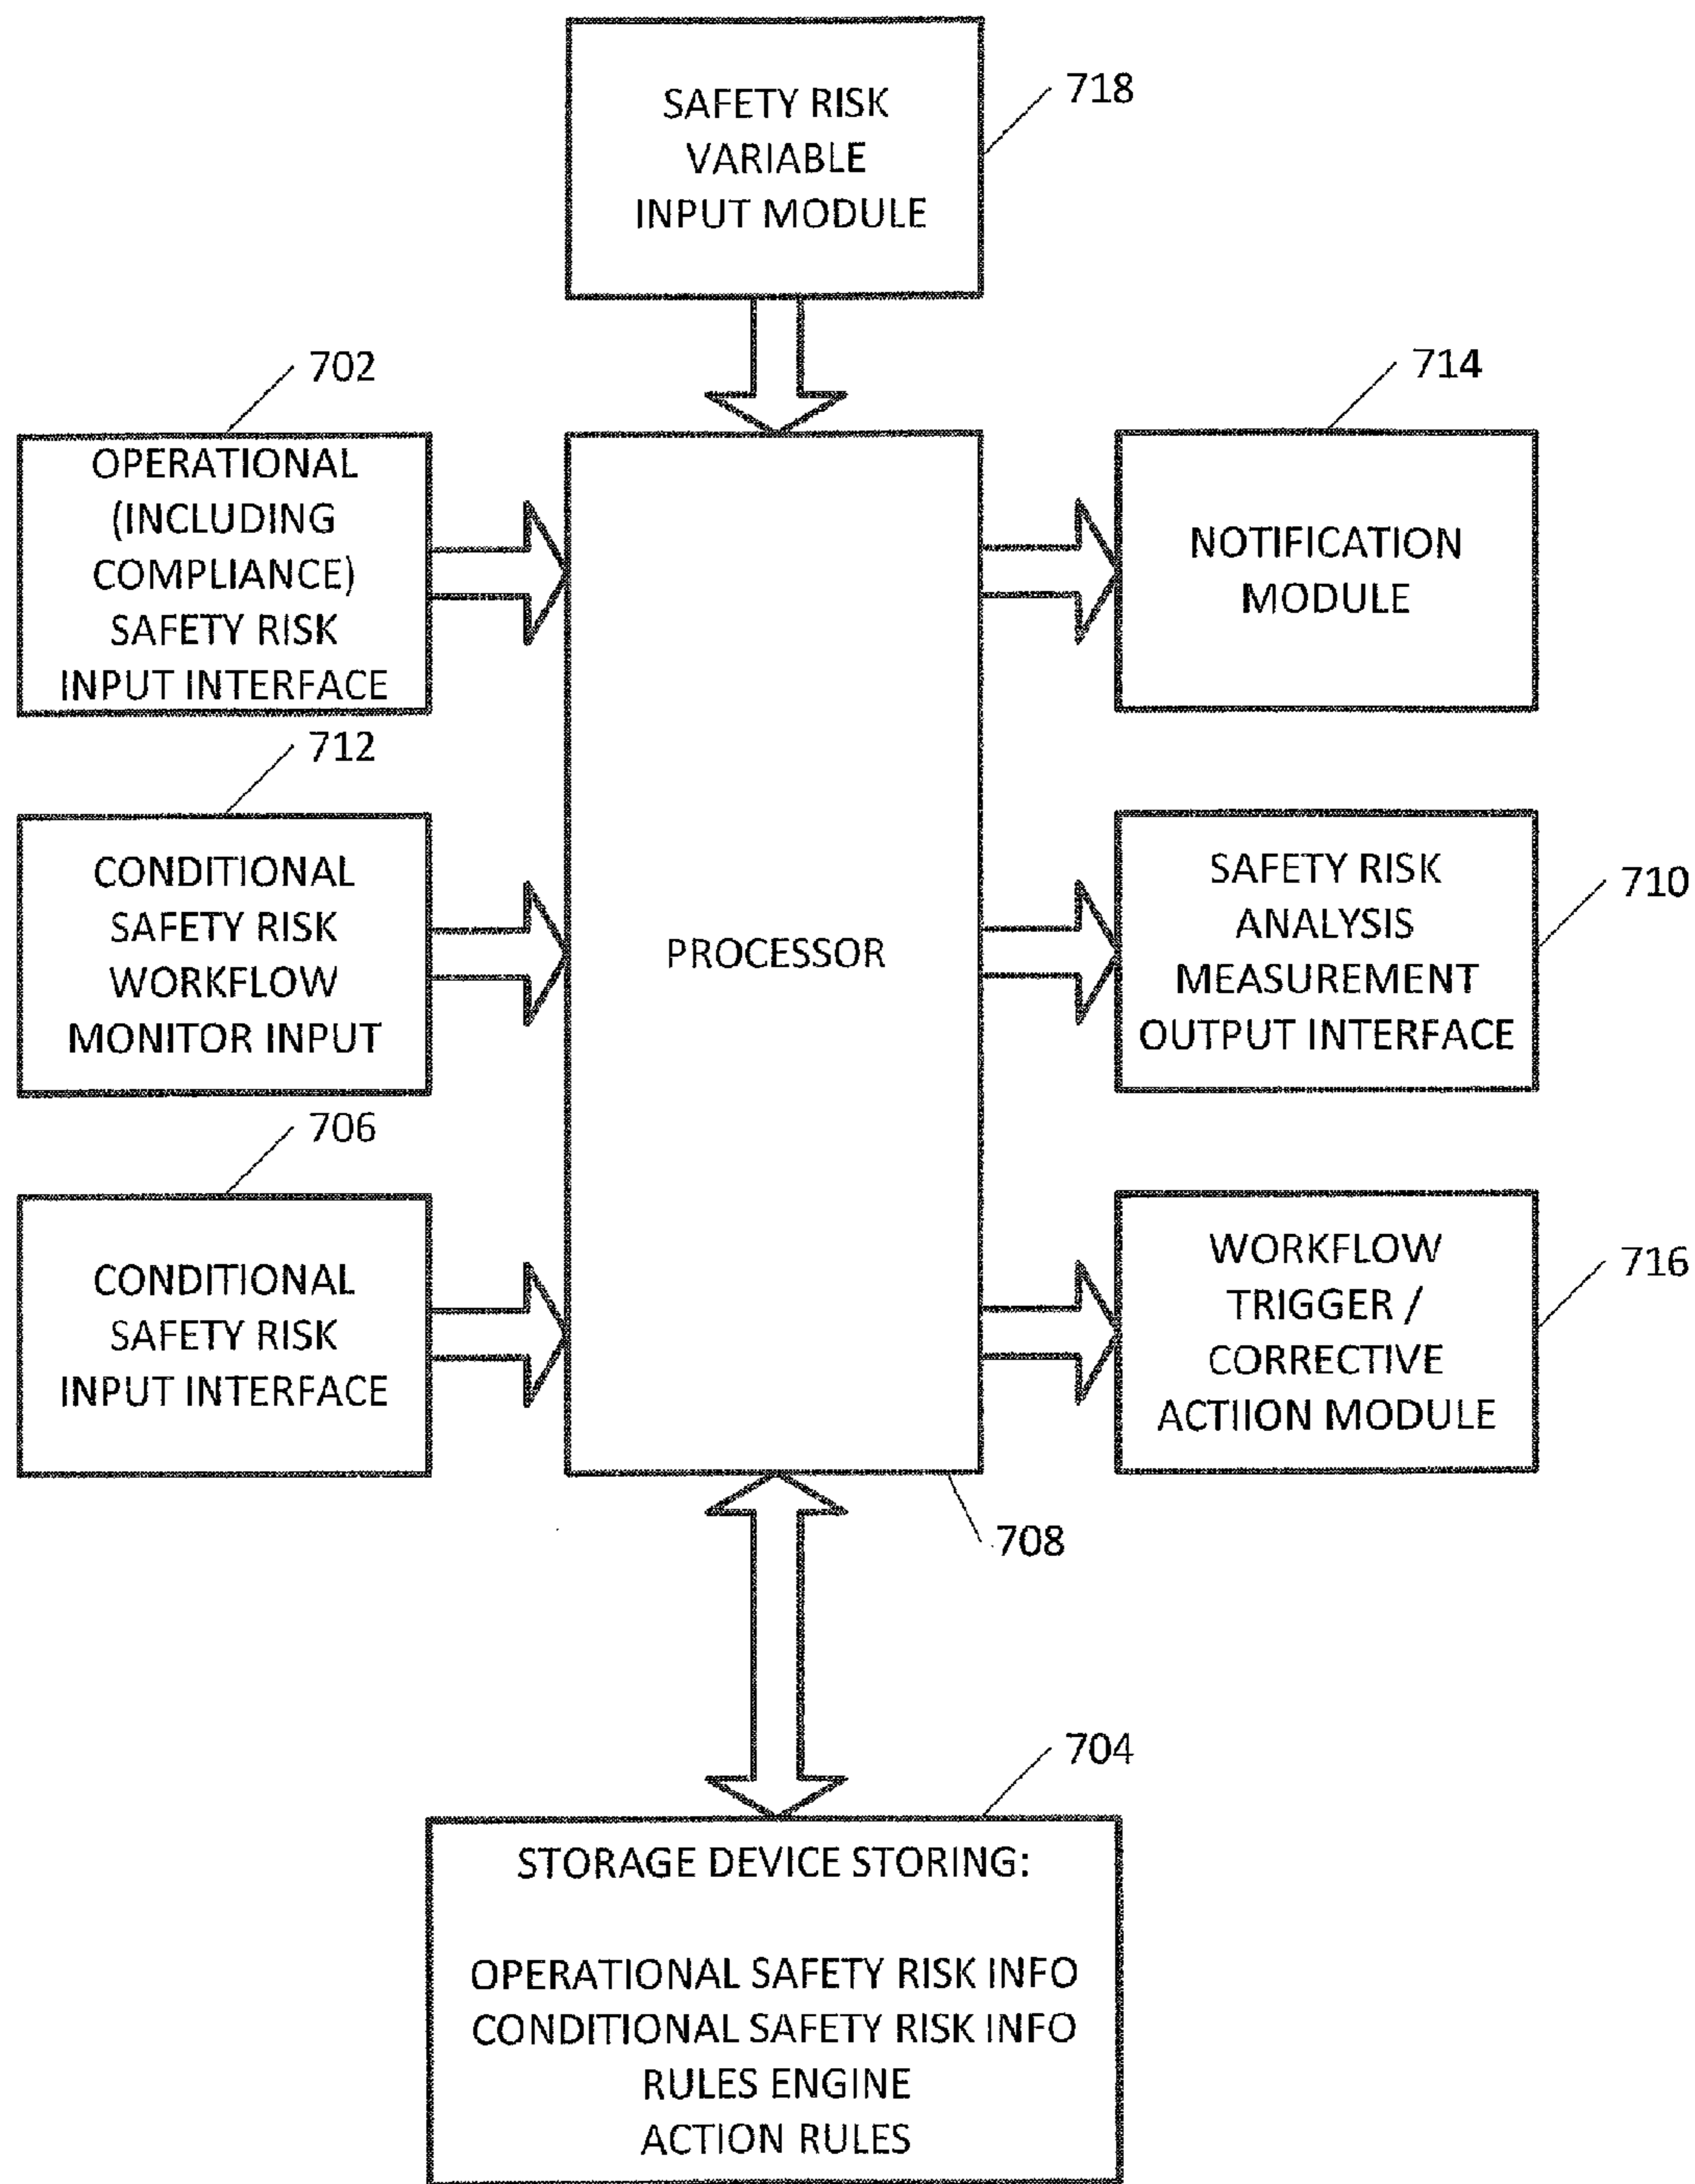 SAFETY RISK
VARIABLE
INPUT MODULE
718
702
OPERATIONAL
(INCLUDING
COMPLIANCE)
SAFETY RISK
INPUT INTERFACE
714
NOTIFICATION
MODULE
712
CONDITIONAL
SAFETY RISK
WORKFLOW
MONITOR INPUT
PROCESSOR
SAFETY RISK
ANALYSIS
MEASUREMENT
OUTPUT INTERFACE
710
706
CONDITIONAL
SAFETY RISK
INPUT INTERFACE
WORKFLOW
TRIGGER /
CORRECTIVE
ACTIION MODULE
716
708
704
STORAGE DEVICE STORING:
OPERATIONAL SAFETY RISK INFO
CONDITIONAL SAFETY RISK INFO
RULES ENGINE
ACTION RULES